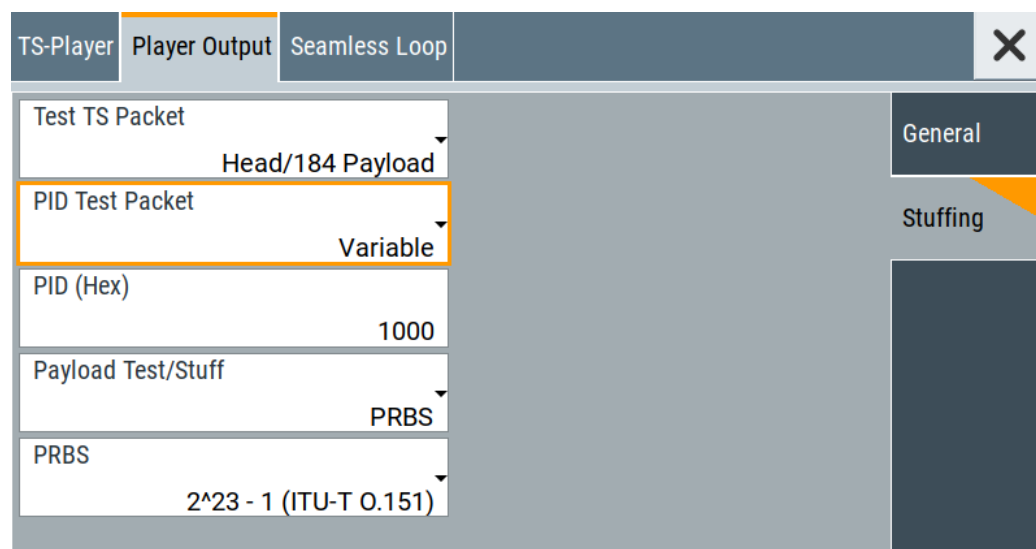 TS-Player Player Output Seamless Loop
Test TS Packet
Head/184 Payload
PID Test Packet
Variable
PID (Hex)
1000
Payload Test/Stuff
PRBS
PRBS
2^23 - 1 (ITU-T O.151)
General
Stuffing